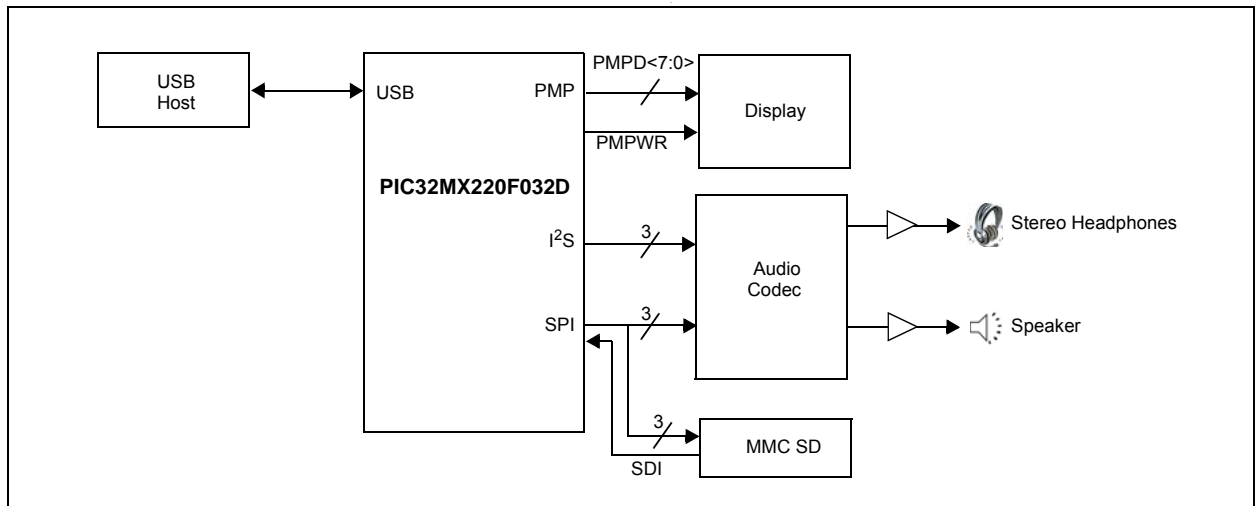 USB
Host
USB
PMP
PMPD<7:0>
PMPWR
Display
PIC32MX220F032D
I²S
3
Audio
Codec
Stereo Headphones
SPI
3
Speaker
3
SDI
MMC SD